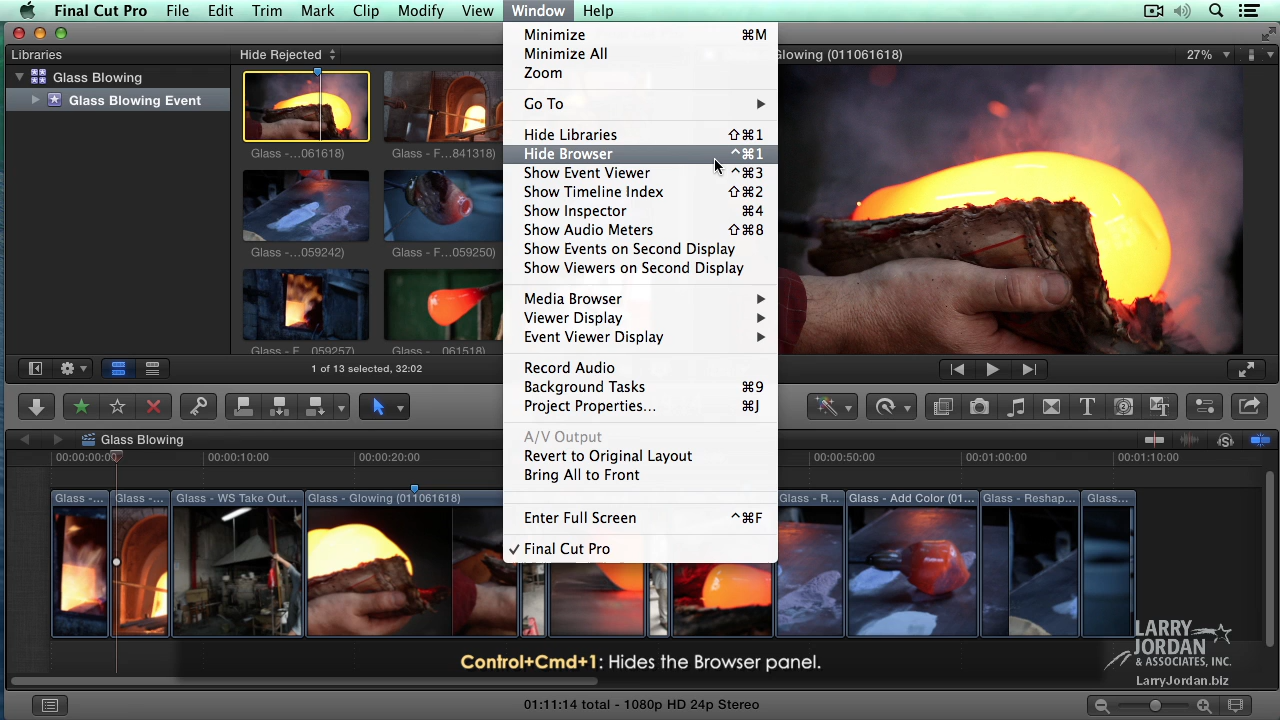 Final Cut Pro File Edit Trim Mark Clip Modify View Window Help
Libraries
Hide Rejected
Glowing (011061618)
27%
Glass Blowing
Glass Blowing Event
Glass -...061618)
Glass - F...841318)
Glass -...059242)
Glass - F...059250)
Glass - F...059257)
Glass -...061518)
1 of 13 selected, 32:02
Minimize ⌘M
Minimize All
Zoom
Go To
Hide Libraries ⇧⌘1
Hide Browser ^⌘1
Show Event Viewer ^⌘3
Show Timeline Index ⇧⌘2
Show Inspector ⌘4
Show Audio Meters ⇧⌘8
Show Events on Second Display
Show Viewers on Second Display
Media Browser
Viewer Display
Event Viewer Display
Record Audio
Background Tasks ⌘9
Project Properties... ⌘J
A/V Output
Revert to Original Layout
Bring All to Front
Enter Full Screen ^⌘F
✓ Final Cut Pro
Glass Blowing
00:00:00:00 00:00:10:00 00:00:20:00 00:00:50:00 00:01:00:00 00:01:10:00
Glass -... Glass -... Glass - WS Take Out... Glass - Glowing (011061618) Glass - R... Glass - Add Color (01... Glass - Reshap... Glass...
Control+Cmd+1: Hides the Browser panel.
LARRY
JORDAN
& ASSOCIATES, INC.
LarryJordan.biz
01:11:14 total - 1080p HD 24p Stereo